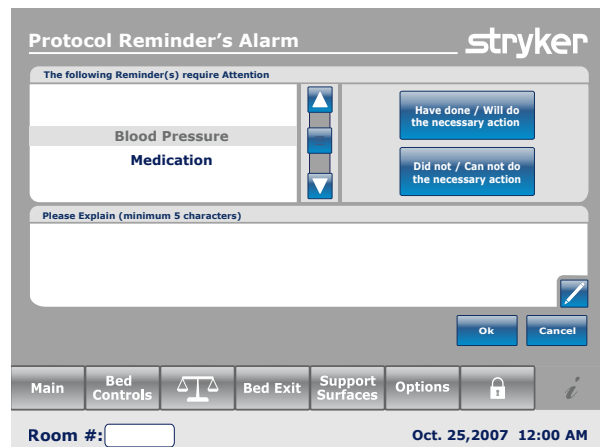 Protocol Reminder's Alarm
stryker
The following Reminder(s) require Attention
Blood Pressure
Medication
Have done / Will do
the necessary action
Did not / Can not do
the necessary action
Please Explain (minimum 5 characters)
Ok
Cancel
Main
Bed
Controls
Bed Exit
Support
Surfaces
Options
i
Room #:
Oct. 25,2007 12:00 AM